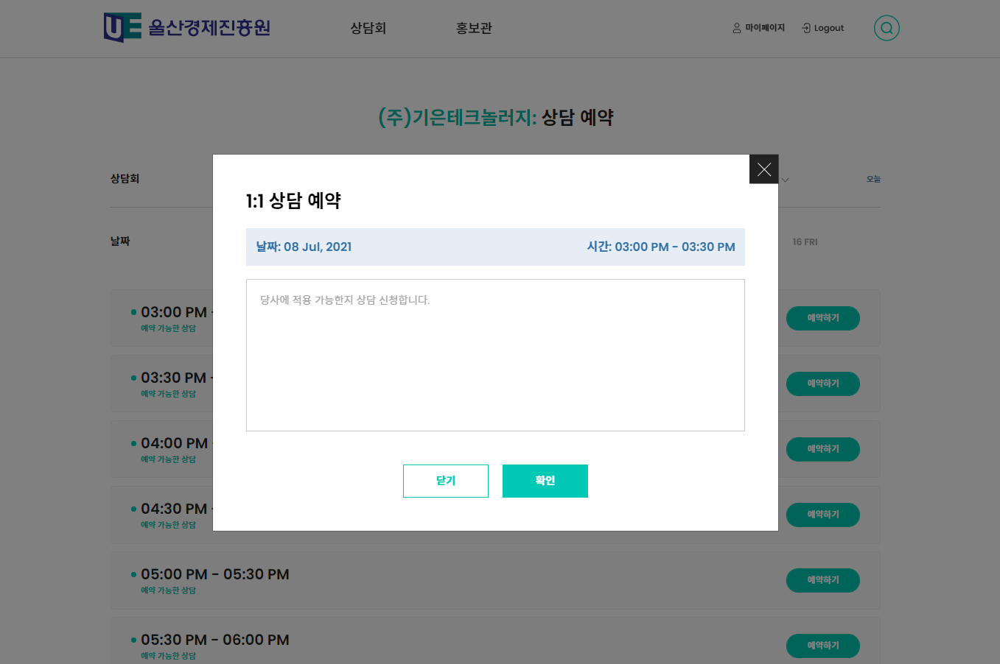 UE 울산경제진흥원
상담회
홍보관
마이페이지
Logout
(주)기은테크놀러지: 상담 예약
상담회
오늘
날짜
16 FRI
1:1 상담 예약
날짜: 08 Jul, 2021
시간: 03:00 PM - 03:30 PM
당사에 적용 가능한지 상담 신청합니다.
닫기
확인
03:00 PM -
예약 가능한 상담
예약하기
03:30 PM -
예약 가능한 상담
예약하기
04:00 PM -
예약 가능한 상담
예약하기
04:30 PM -
예약 가능한 상담
예약하기
05:00 PM - 05:30 PM
예약 가능한 상담
예약하기
05:30 PM - 06:00 PM
예약 가능한 상담
예약하기